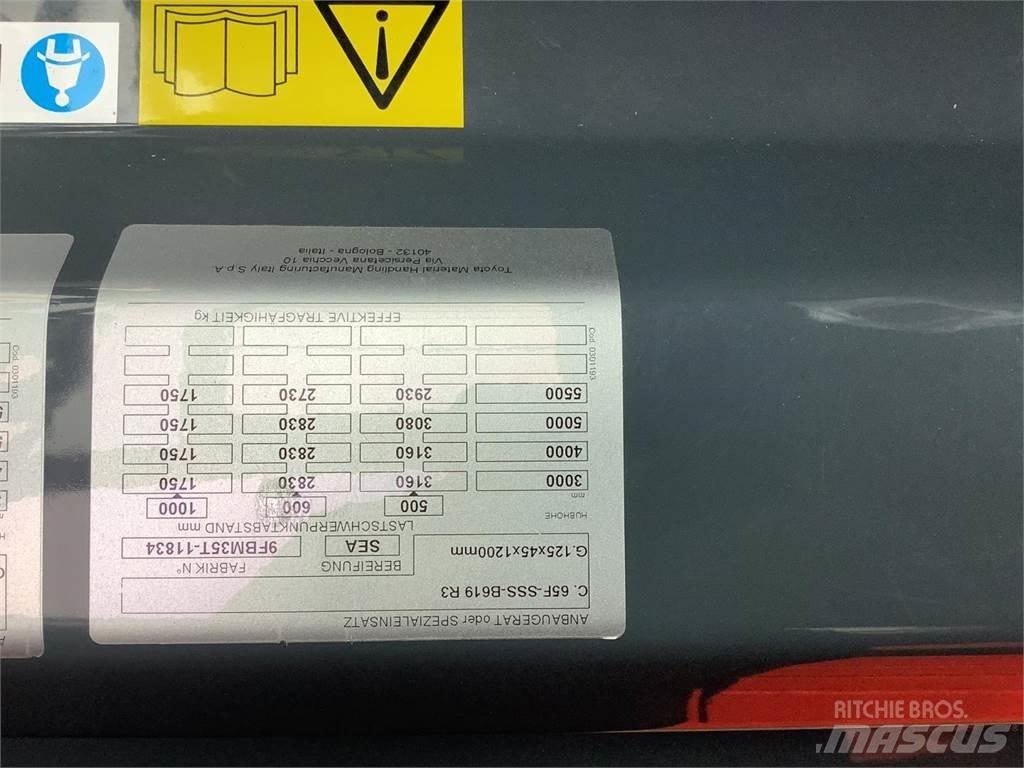 ANBAUGERÄT oder SPEZIALEINSATZ
C. 65F-SSS-B619 R3
G.125x45x1200mm
BEREIFUNG FABRIK N°
SEA 9FBM35T-11834
HUBHÖHE LASTSCHWERPUNKTABSTAND mm
mm 500 600 1000
3000 3160 2830 1750
4000 3160 2830 1750
5000 3080 2830 1750
5500 2930 2730 1750
Cod. 0301193
EFFEKTIVE TRAGFÄHIGKEIT kg
Toyota Material Handling Manufacturing Italy S.p.A.
Via Persicetana Vecchia 10
40132 - Bologna - Italia
Cod. 0301193
RITCHIE BROS.
MASCUS